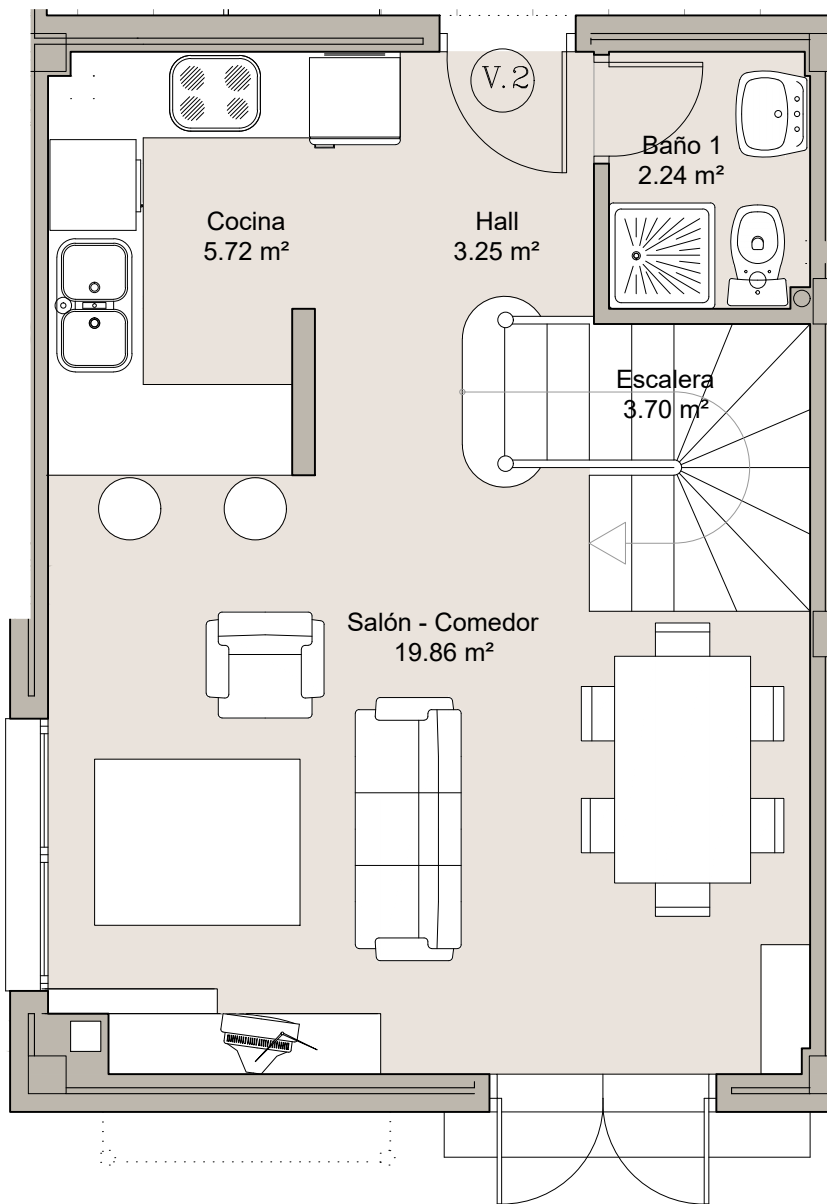 V.2
Baño 1
2.24 m²
Cocina
5.72 m²
Hall
3.25 m²
Escalera
3.70 m²
Salón - Comedor
19.86 m²